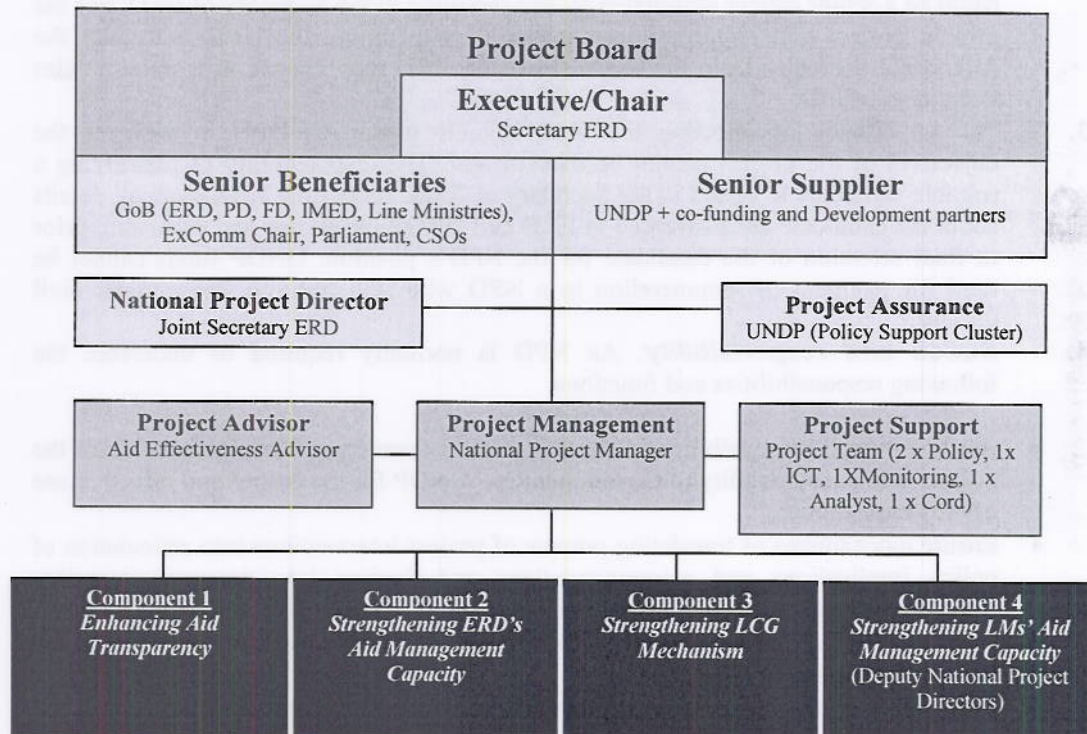 Project Board
Executive/Chair
Secretary ERD
Senior Beneficiaries
GoB (ERD, PD, FD, IMED, Line Ministries),
ExComm Chair, Parliament, CSOs
Senior Supplier
UNDP + co-funding and Development partners
National Project Director
Joint Secretary ERD
Project Assurance
UNDP (Policy Support Cluster)
Project Advisor
Aid Effectiveness Advisor
Project Management
National Project Manager
Project Support
Project Team (2 x Policy, 1x
ICT, 1XMonitoring, 1 x
Analyst, 1 x Cord)
Component 1
Enhancing Aid
Transparency
Component 2
Strengthening ERD's
Aid Management
Capacity
Component 3
Strengthening LCG
Mechanism
Component 4
Strengthening LMs' Aid
Management Capacity
(Deputy National Project
Directors)